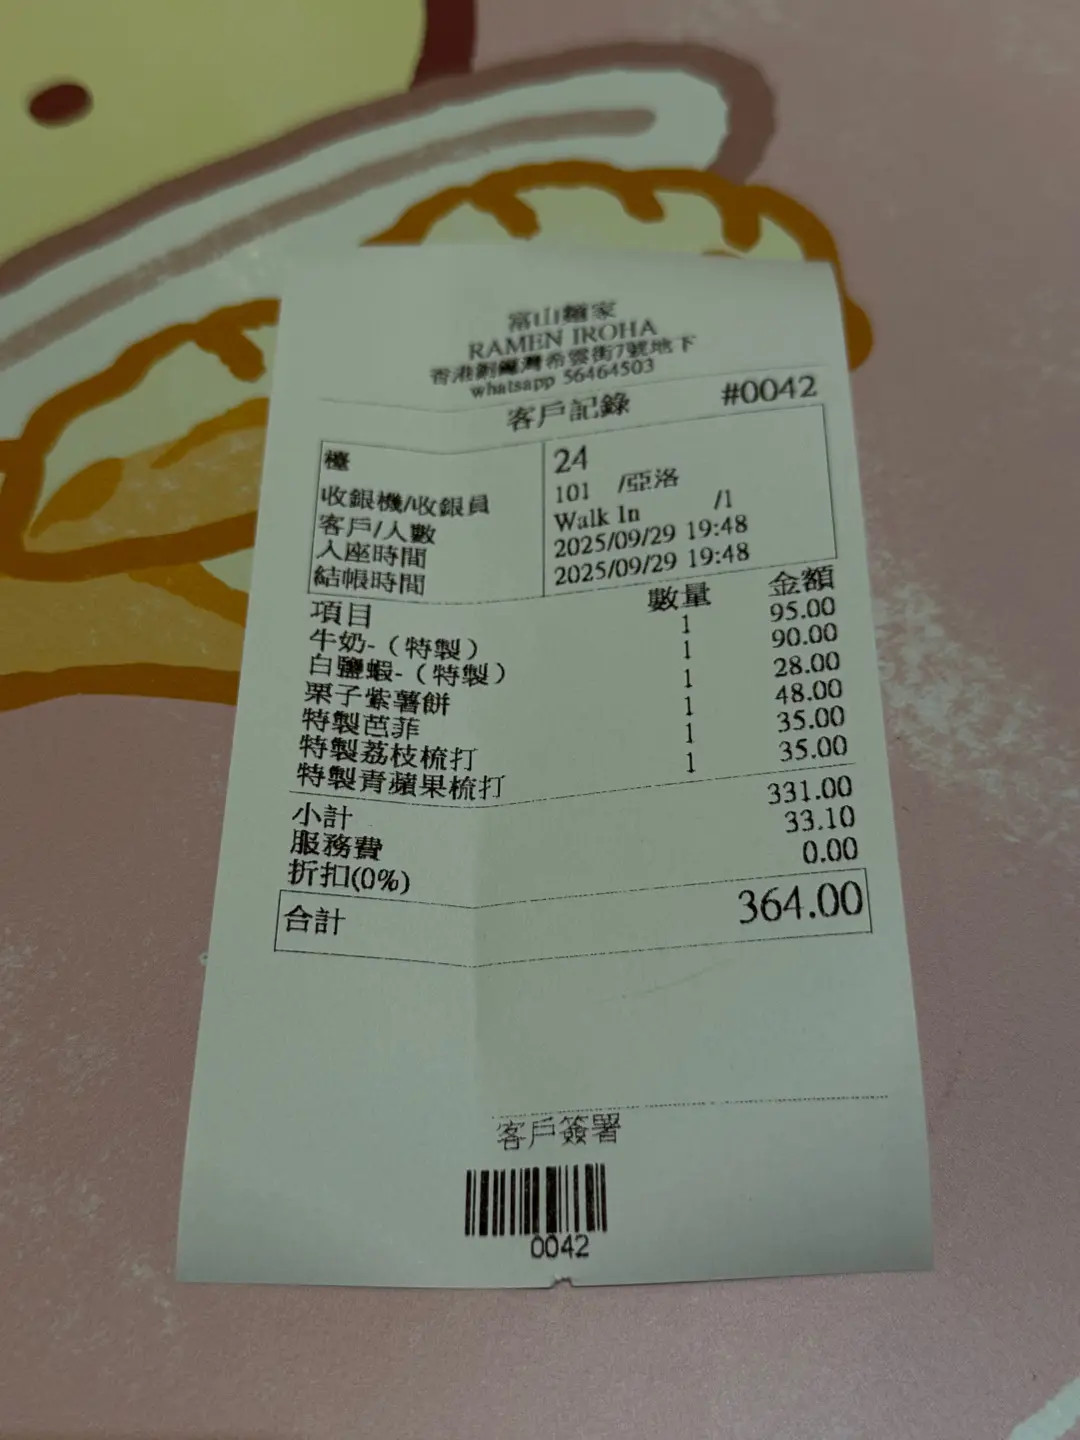 富山麵家
RAMEN IROHA
香港銅鑼灣希雲街7號地下
whatsapp 56464503
客戶記錄 #0042
檯 24
收銀機/收銀員 101 /亞洛
客戶/人數 Walk In /1
入座時間 2025/09/29 19:48
結帳時間 2025/09/29 19:48
項目 數量 金額
牛奶-（特製） 1 95.00
白鹽蝦-（特製） 1 90.00
栗子紫薯餅 1 28.00
特製芭菲 1 48.00
特製荔枝梳打 1 35.00
特製青蘋果梳打 1 35.00
小計 331.00
服務費 33.10
折扣(0%) 0.00
合計 364.00
客戶簽署
0042